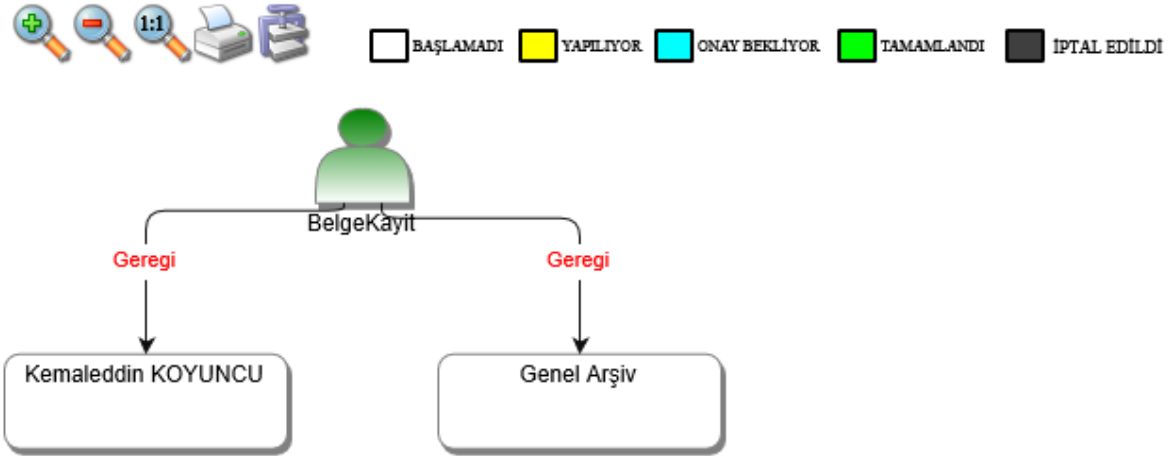 1:1
BAŞLAMADI YAPILIYOR ONAY BEKLİYOR TAMAMLANDI İPTAL EDİLDİ
BelgeKayit
Geregi Geregi
Kemaleddin KOYUNCU Genel Arşiv